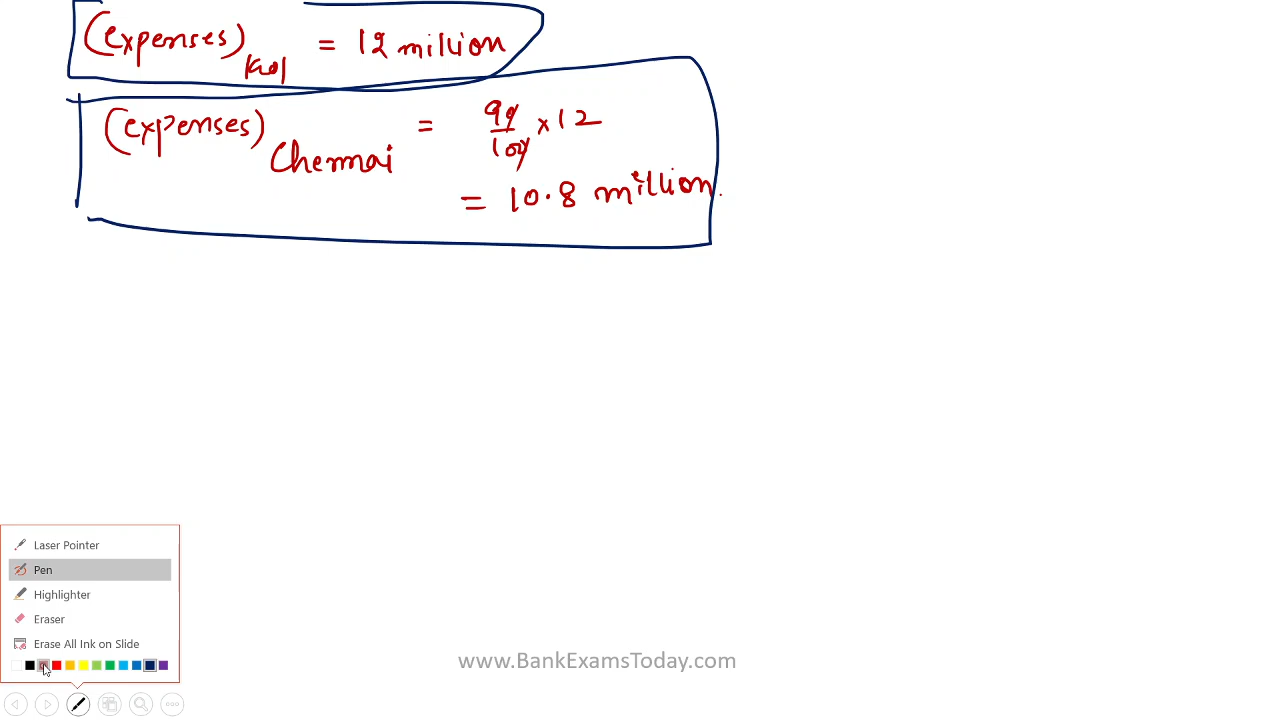 (expenses) Kol = 12 million
(expenses) Chennai = 90/100 × 12
= 10.8 million.
Laser Pointer
Pen
Highlighter
Eraser
Erase All Ink on Slide
www.BankExamsToday.com